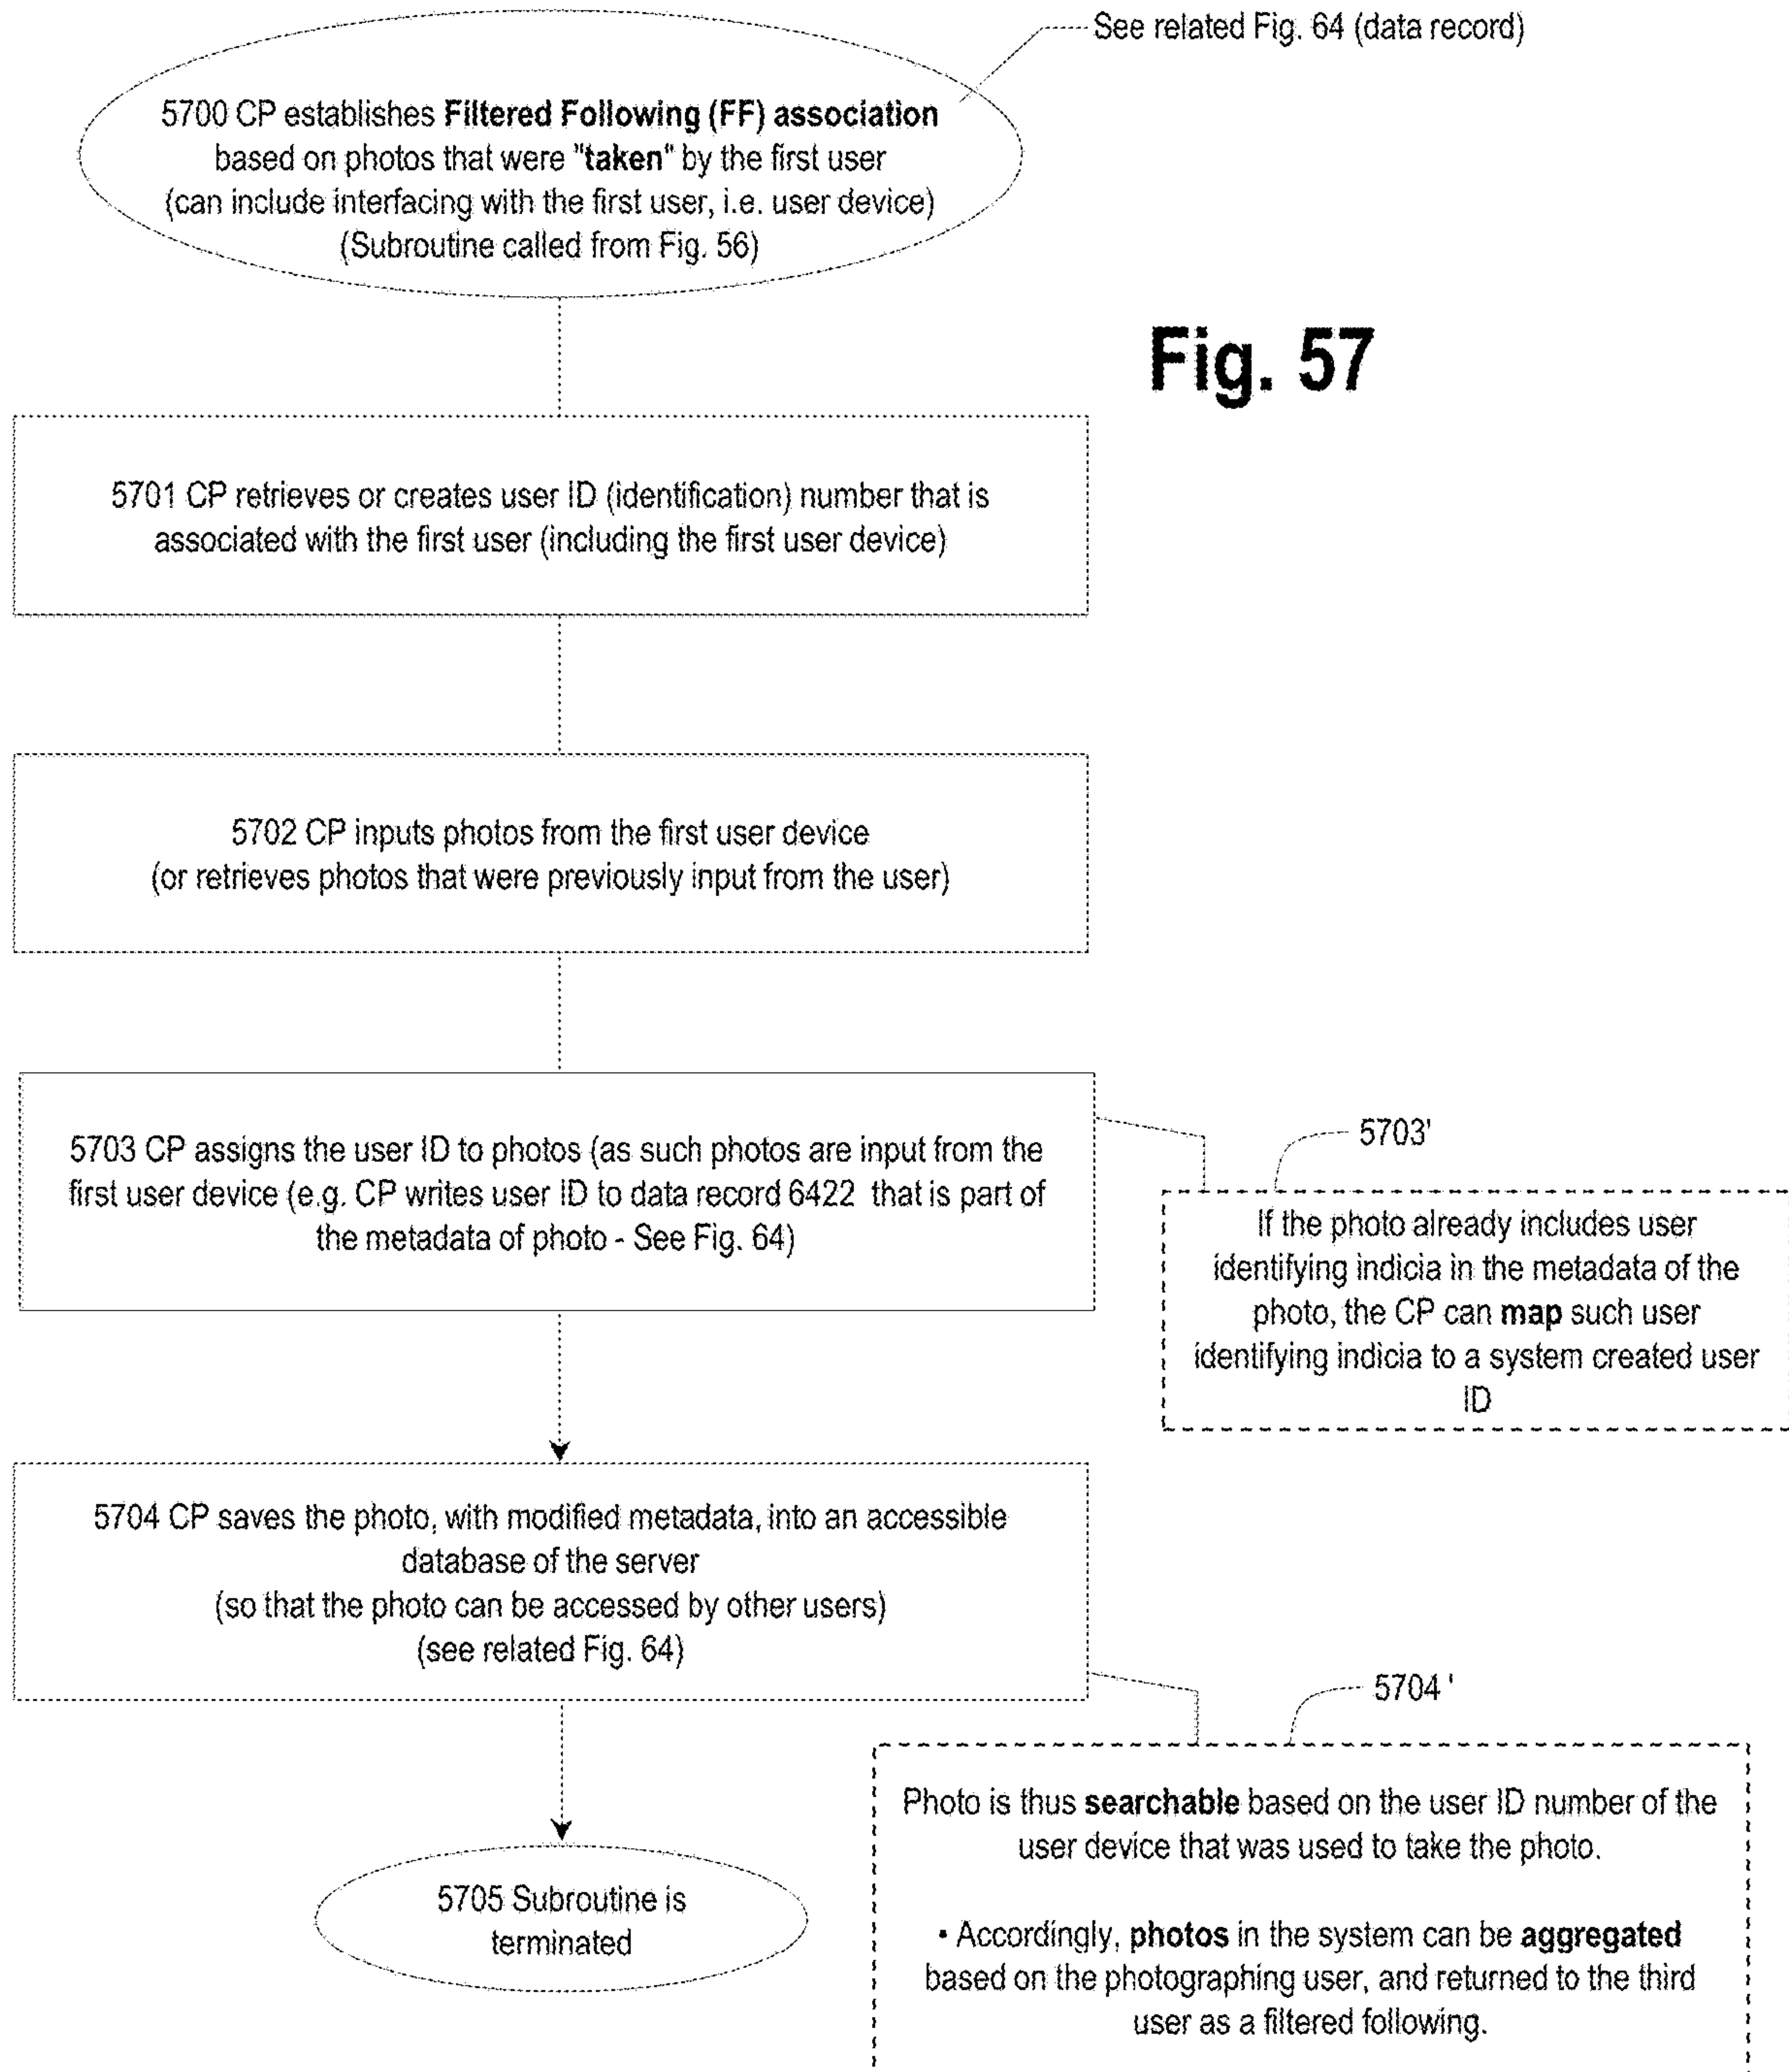 See related Fig. 64 (data record)
5700 CP establishes Filtered Following (FF) association
based on photos that were "taken" by the first user
(can include interfacing with the first user, i.e. user device)
(Subroutine called from Fig. 56)
Fig. 57
5701 CP retrieves or creates user ID (identification) number that is
associated with the first user (including the first user device)
5702 CP inputs photos from the first user device
(or retrieves photos that were previously input from the user)
5703 CP assigns the user ID to photos (as such photos are input from the
first user device (e.g. CP writes user ID to data record 6422 that is part of
the metadata of photo - See Fig. 64)
5703'
If the photo already includes user
identifying indicia in the metadata of the
photo, the CP can map such user
identifying indicia to a system created user
ID
5704 CP saves the photo, with modified metadata, into an accessible
database of the server
(so that the photo can be accessed by other users)
(see related Fig. 64)
5704 '
Photo is thus searchable based on the user ID number of the
user device that was used to take the photo.
▪ Accordingly, photos in the system can be aggregated
based on the photographing user, and returned to the third
user as a filtered following.
5705 Subroutine is
terminated